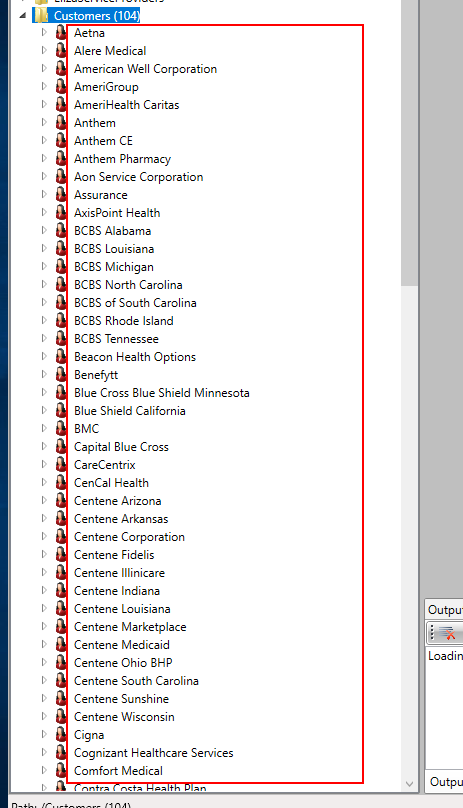 ElizaServiceProviders
Customers (104)
Aetna
Alere Medical
American Well Corporation
AmeriGroup
AmeriHealth Caritas
Anthem
Anthem CE
Anthem Pharmacy
Aon Service Corporation
Assurance
AxisPoint Health
BCBS Alabama
BCBS Louisiana
BCBS Michigan
BCBS North Carolina
BCBS of South Carolina
BCBS Rhode Island
BCBS Tennessee
Beacon Health Options
Benefytt
Blue Cross Blue Shield Minnesota
Blue Shield California
BMC
Capital Blue Cross
CareCentrix
CenCal Health
Centene Arizona
Centene Arkansas
Centene Corporation
Centene Fidelis
Centene Illinicare
Centene Indiana
Centene Louisiana
Centene Marketplace
Centene Medicaid
Centene Ohio BHP
Centene South Carolina
Centene Sunshine
Centene Wisconsin
Cigna
Cognizant Healthcare Services
Comfort Medical
Contra Costa Health Plan
Path: /Customers (104)
Output
Loadin
Outpu